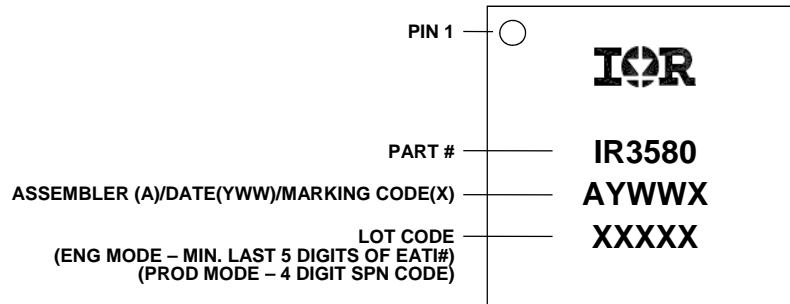 PIN 1
IOR
PART #
IR3580
ASSEMBLER (A)/DATE(YWW)/MARKING CODE(X)
AYWWX
LOT CODE
XXXXX
(ENG MODE – MIN. LAST 5 DIGITS OF EATI#)
(PROD MODE – 4 DIGIT SPN CODE)